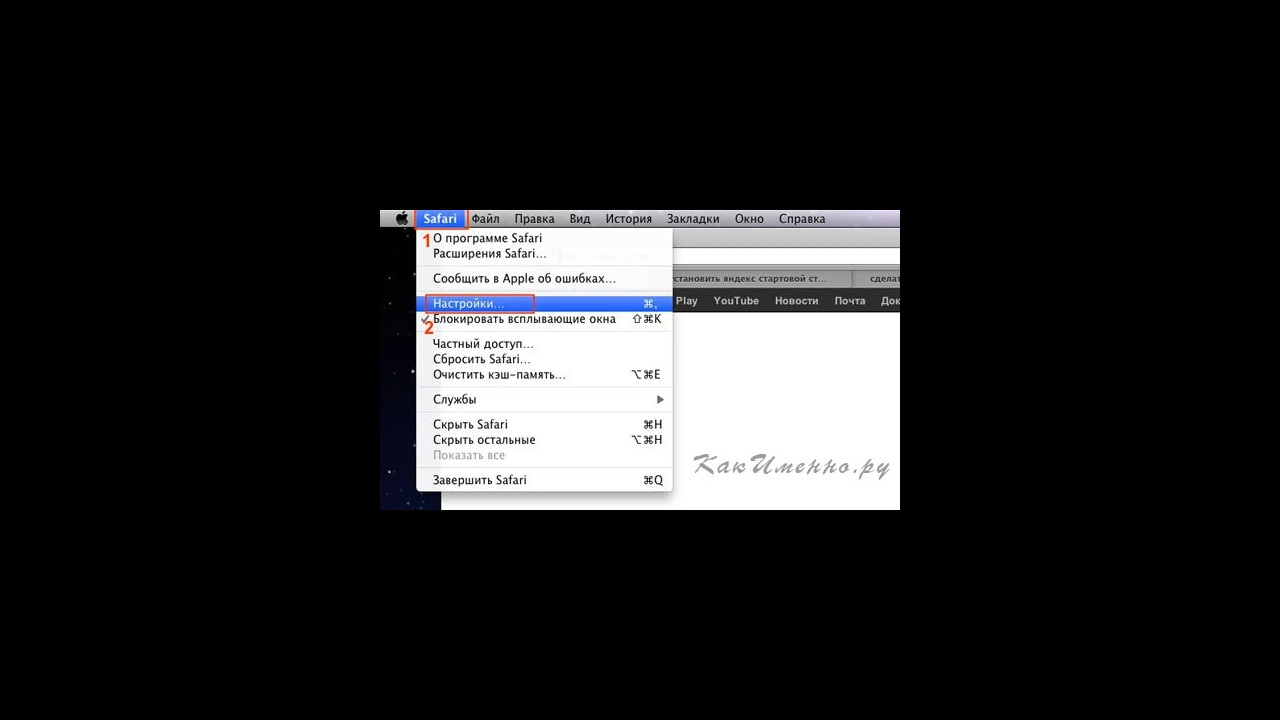 Safari Файл Правка Вид История Закладки Окно Справка
1 О программе Safari
Расширения Safari...
Сообщить в Apple об ошибках...
установить яндекс стартовой ст... сделат
Настройки... ⌘,
Play YouTube Новости Почта Док
2 ✓ Блокировать всплывающие окна ⇧⌘K
Частный доступ...
Сбросить Safari...
Очистить кэш-память... ⌥⌘E
Службы ▶
Скрыть Safari ⌘H
Скрыть остальные ⌥⌘H
Показать все
КакИменно.ру
Завершить Safari ⌘Q